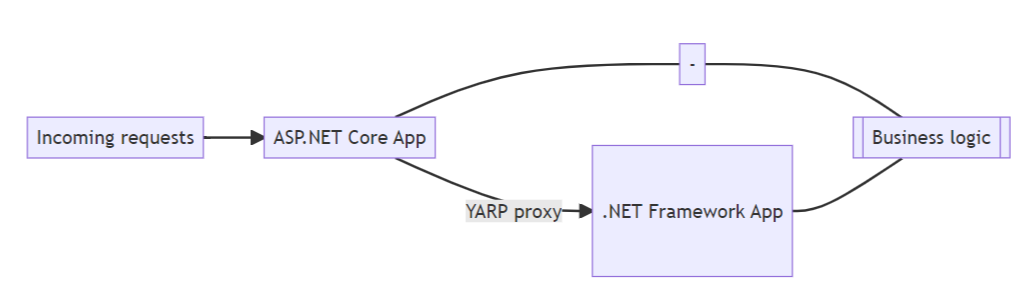 -
Incoming requests
ASP.NET Core App
Business logic
YARP proxy
.NET Framework App